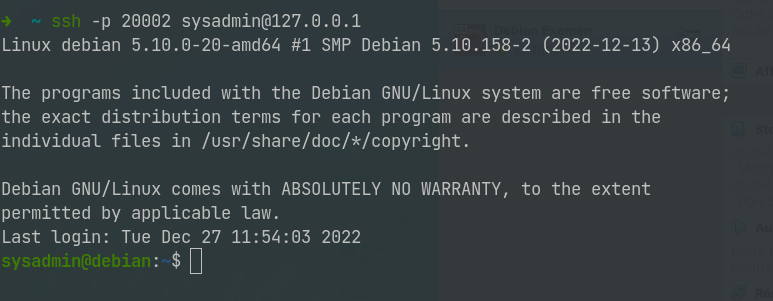 ➜  ~ ssh -p 20002 sysadmin@127.0.0.1
Linux debian 5.10.0-20-amd64 #1 SMP Debian 5.10.158-2 (2022-12-13) x86_64

The programs included with the Debian GNU/Linux system are free software;
the exact distribution terms for each program are described in the
individual files in /usr/share/doc/*/copyright.

Debian GNU/Linux comes with ABSOLUTELY NO WARRANTY, to the extent
permitted by applicable law.
Last login: Tue Dec 27 11:54:03 2022
sysadmin@debian:~$